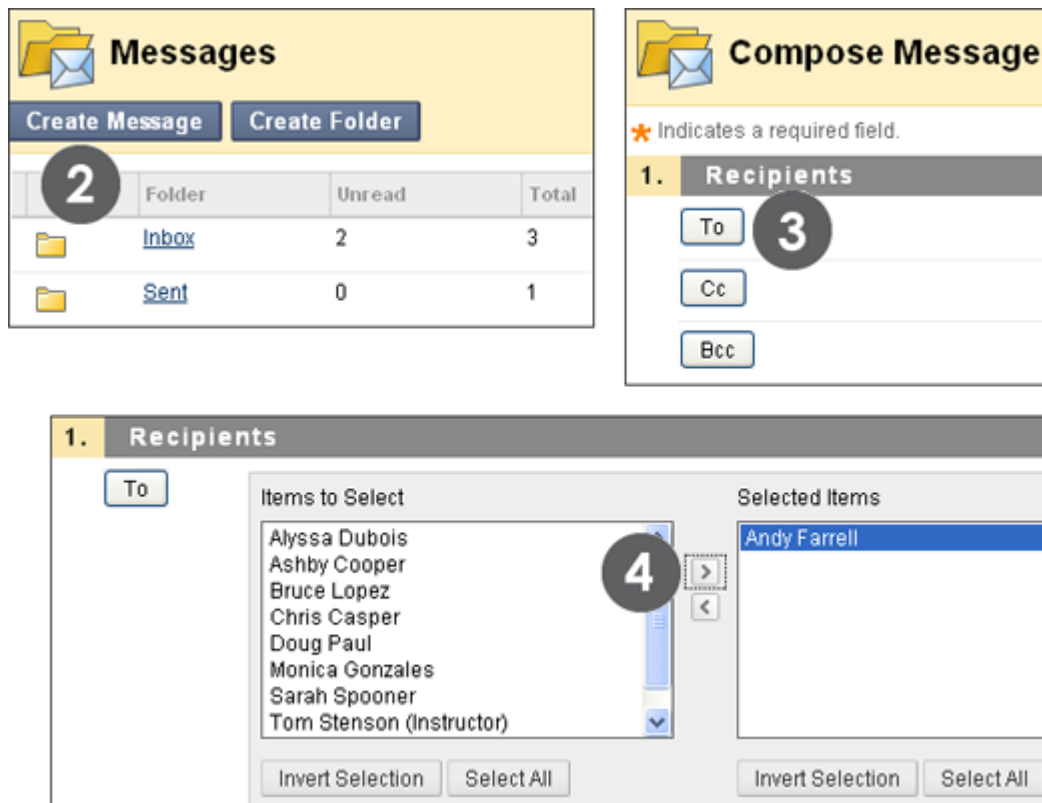 Messages
Create Message Create Folder
2 Folder Unread Total
Inbox 2 3
Sent 0 1
Compose Message
* Indicates a required field.
1. Recipients
To 3
Cc
Bcc
1. Recipients
To
Items to Select Selected Items
Alyssa Dubois Andy Farrell
Ashby Cooper
4 > 
Bruce Lopez
<
Chris Casper
Doug Paul
Monica Gonzales
Sarah Spooner
Tom Stenson (Instructor)
Invert Selection Select All Invert Selection Select All